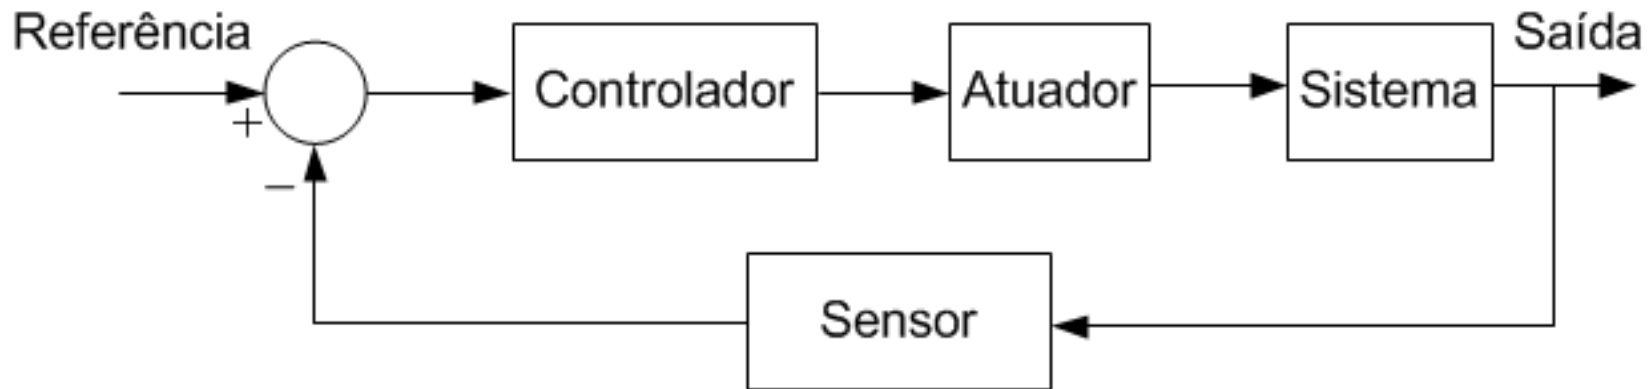 Referência
Saída
Controlador
Atuador
Sistema
+
−
Sensor